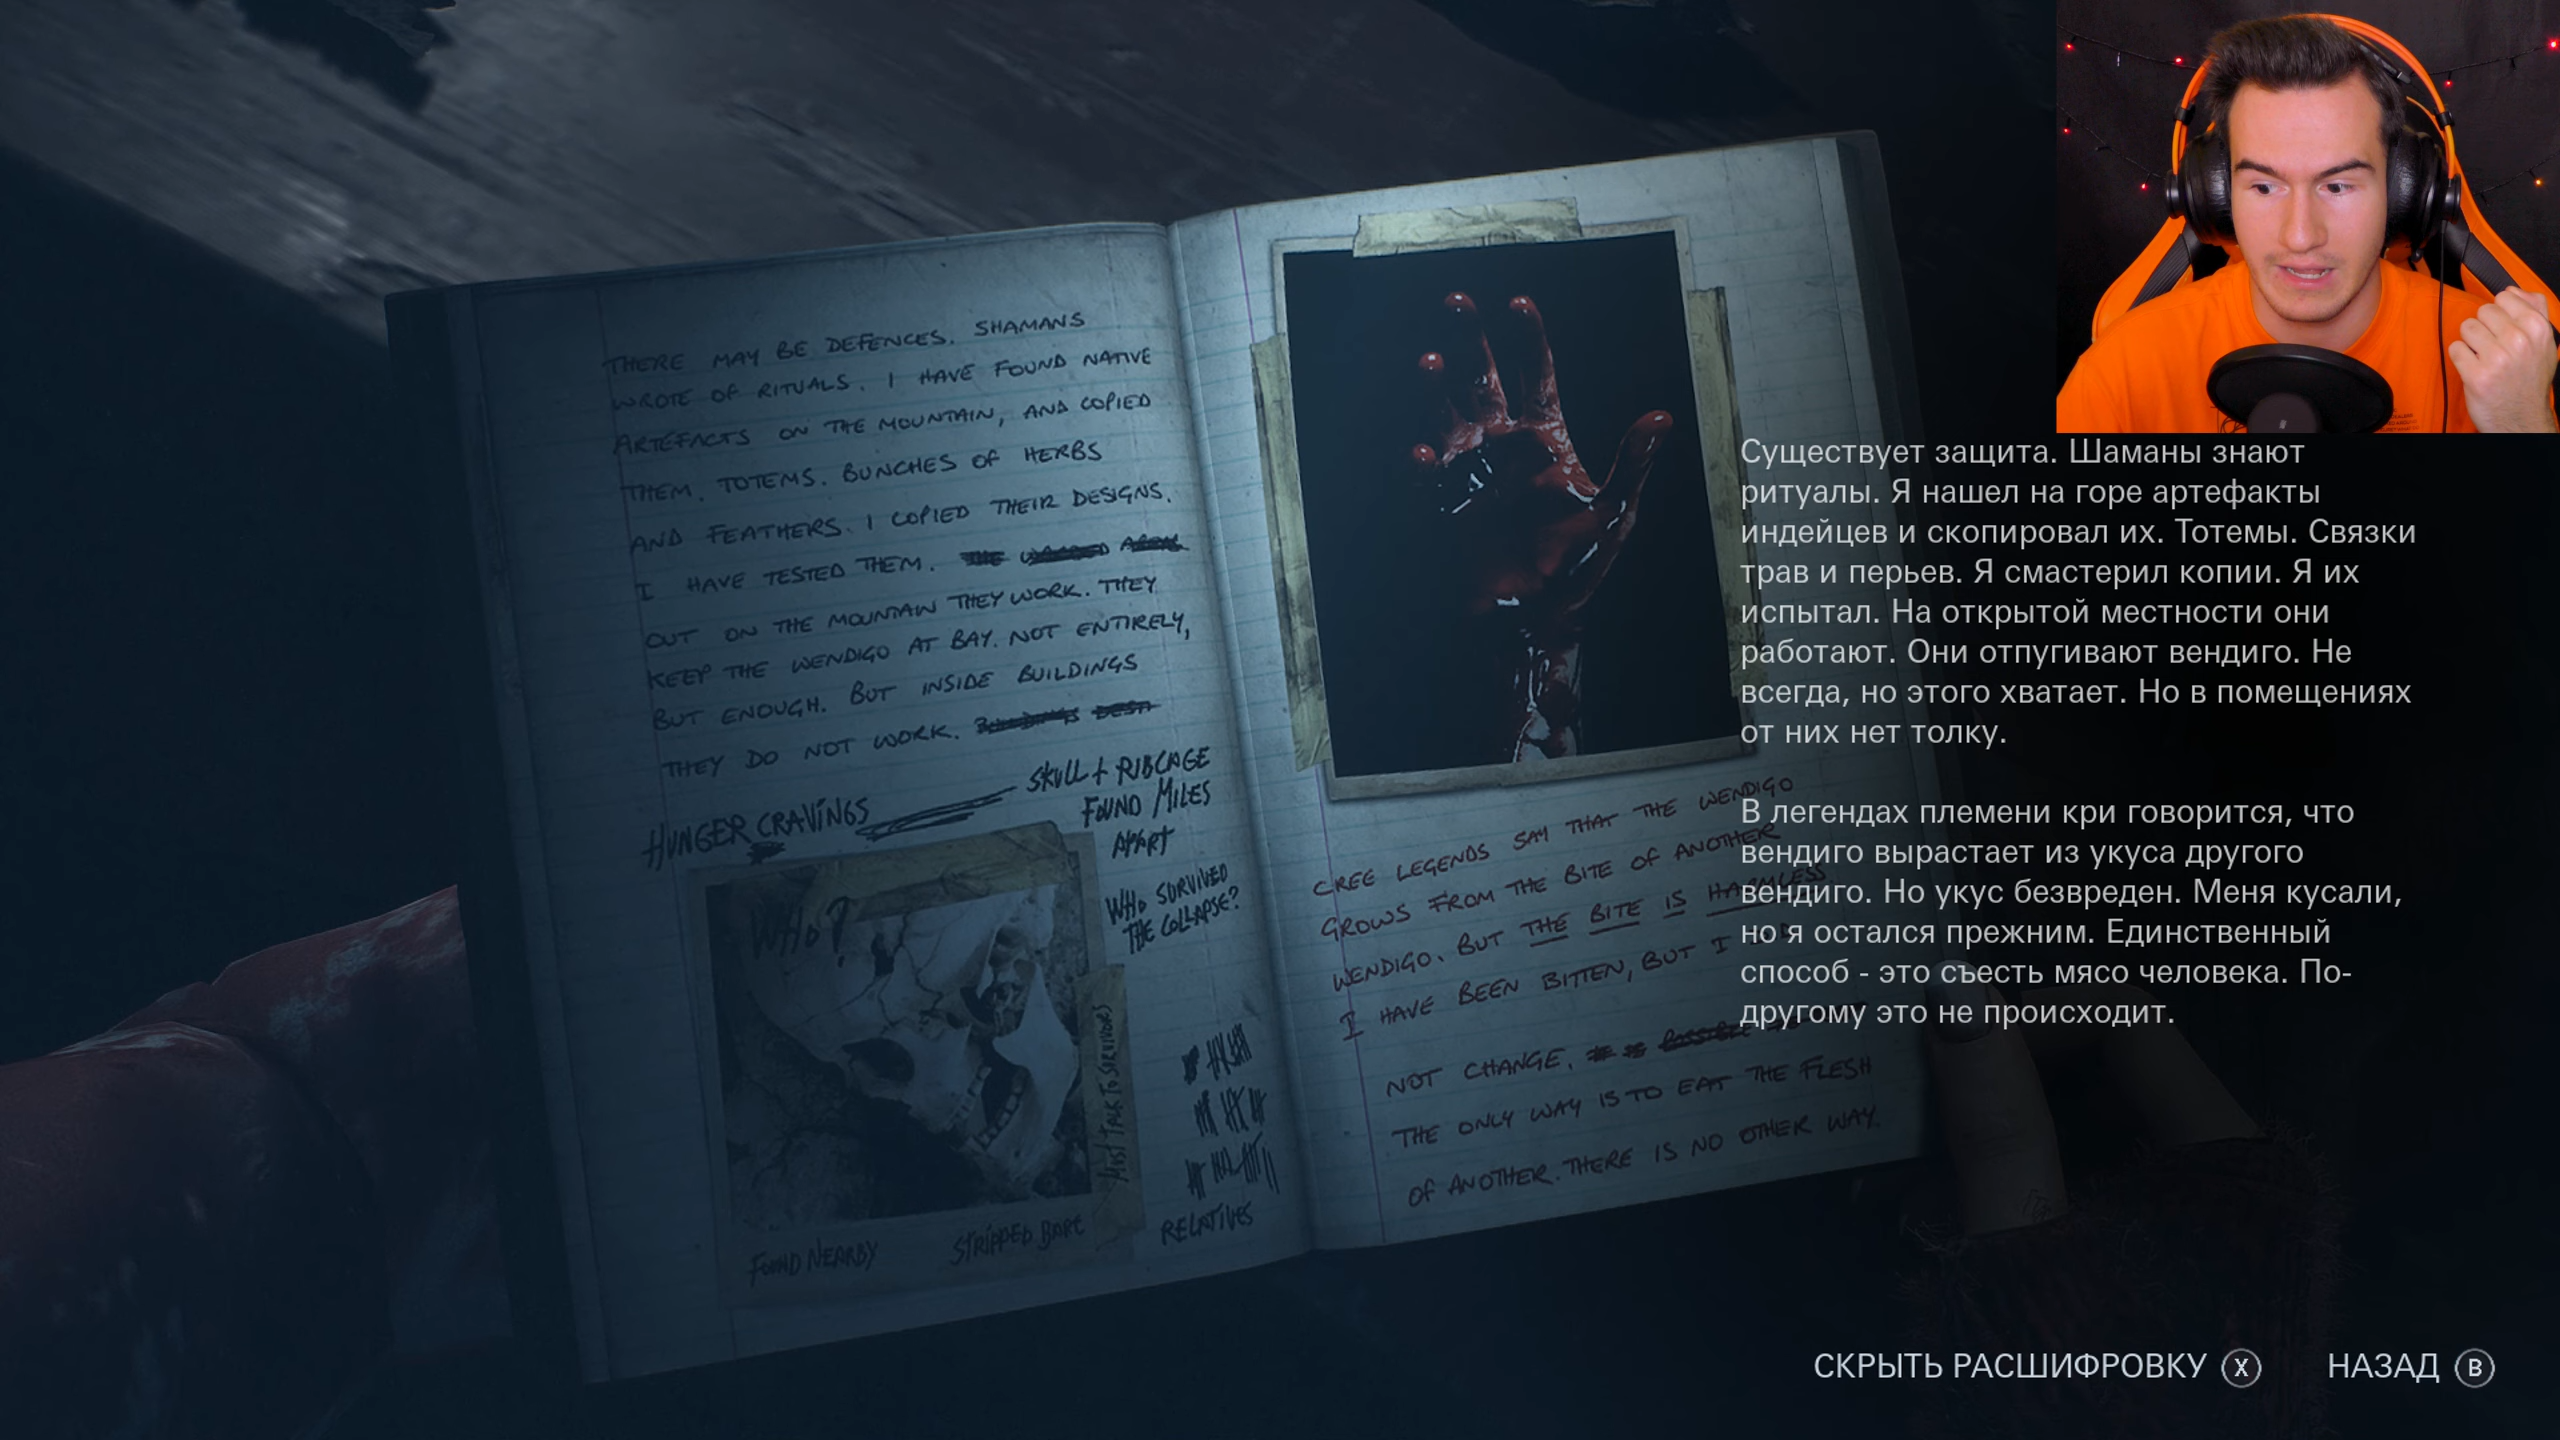 THERE MAY BE DEFENCES. SHAMANS
WROTE OF RITUALS. I HAVE FOUND NATIVE
ARTEFACTS ON THE MOUNTAIN, AND COPIED
THEM. TOTEMS. BUNCHES OF HERBS
AND FEATHERS. I COPIED THEIR DESIGNS.
I HAVE TESTED THEM.
OUT ON THE MOUNTAIN THEY WORK. THEY
KEEP THE WENDIGO AT BAY. NOT ENTIRELY,
BUT ENOUGH. BUT INSIDE BUILDINGS
THEY DO NOT WORK.
HUNGER CRAVINGS
SKULL + RIBCAGE
FOUND MILES
APART
WHO SURVIVED
THE COLLAPSE?
WHO?
MUST TALK TO SURVIVORS
RELATIVES
FOUND NEARBY
STRIPPED BARE
CREE LEGENDS SAY THAT THE WENDIGO
GROWS FROM THE BITE OF ANOTHER
WENDIGO. BUT THE BITE IS HARMLESS.
I HAVE BEEN BITTEN, BUT I
NOT CHANGE.
THE ONLY WAY IS TO EAT THE FLESH
OF ANOTHER. THERE IS NO OTHER WAY.
Существует защита. Шаманы знают
ритуалы. Я нашел на горе артефакты
индейцев и скопировал их. Тотемы. Связки
трав и перьев. Я смастерил копии. Я их
испытал. На открытой местности они
работают. Они отпугивают вендиго. Не
всегда, но этого хватает. Но в помещениях
от них нет толку.
В легендах племени кри говорится, что
вендиго вырастает из укуса другого
вендиго. Но укус безвреден. Меня кусали,
но я остался прежним. Единственный
способ - это съесть мясо человека. По-
другому это не происходит.
СКРЫТЬ РАСШИФРОВКУ X
НАЗАД B